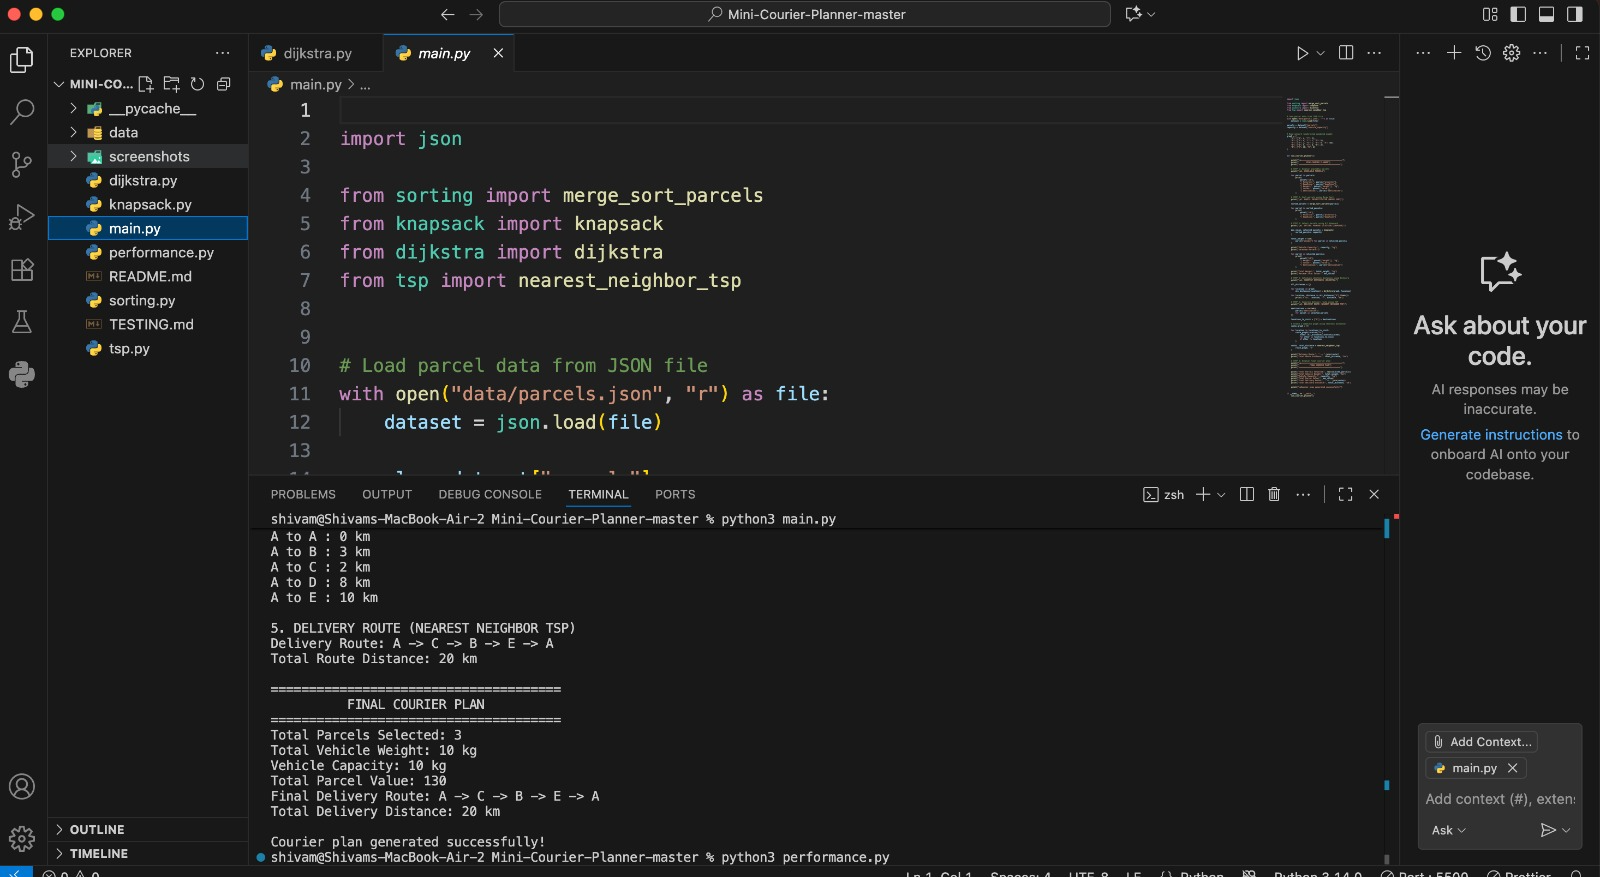 Mini-Courier-Planner-master
EXPLORER
MINI-CO...
__pycache__
data
screenshots
dijkstra.py
knapsack.py
main.py
performance.py
README.md
sorting.py
TESTING.md
tsp.py
OUTLINE
TIMELINE
dijkstra.py
main.py
main.py > ...
1
2 import json
3
4 from sorting import merge_sort_parcels
5 from knapsack import knapsack
6 from dijkstra import dijkstra
7 from tsp import nearest_neighbor_tsp
8
9
10 # Load parcel data from JSON file
11 with open("data/parcels.json", "r") as file:
12 dataset = json.load(file)
13
PROBLEMS OUTPUT DEBUG CONSOLE TERMINAL PORTS
zsh
shivam@Shivams-MacBook-Air-2 Mini-Courier-Planner-master % python3 main.py
A to A : 0 km
A to B : 3 km
A to C : 2 km
A to D : 8 km
A to E : 10 km
5. DELIVERY ROUTE (NEAREST NEIGHBOR TSP)
Delivery Route: A -> C -> B -> E -> A
Total Route Distance: 20 km
======================================
FINAL COURIER PLAN
======================================
Total Parcels Selected: 3
Total Vehicle Weight: 10 kg
Vehicle Capacity: 10 kg
Total Parcel Value: 130
Final Delivery Route: A -> C -> B -> E -> A
Total Delivery Distance: 20 km
Courier plan generated successfully!
shivam@Shivams-MacBook-Air-2 Mini-Courier-Planner-master % python3 performance.py
Ask about your
code.
AI responses may be
inaccurate.
Generate instructions to
onboard AI onto your
codebase.
Add Context...
main.py
Add context (#), exten
Ask